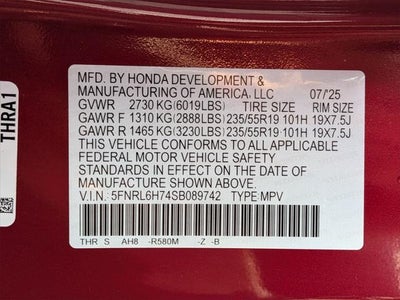 MFD. BY HONDA DEVELOPMENT &
MANUFACTURING OF AMERICA, LLC 07/'25
GVWR 2730 KG (6019LBS) TIRE SIZE RIM SIZE
GAWR F 1310 KG (2888LBS) 235/55R19 101H 19X7.5J
GAWR R 1465 KG (3230LBS) 235/55R19 101H 19X7.5J
THIS VEHICLE CONFORMS TO ALL APPLICABLE
FEDERAL MOTOR VEHICLE SAFETY
STANDARDS IN EFFECT ON THE DATE OF
MANUFACTURE SHOWN ABOVE.
V.I.N: 5FNRL6H74SB089742 TYPE: MPV
THR S AH8 -R580M -Z -B
THRA1